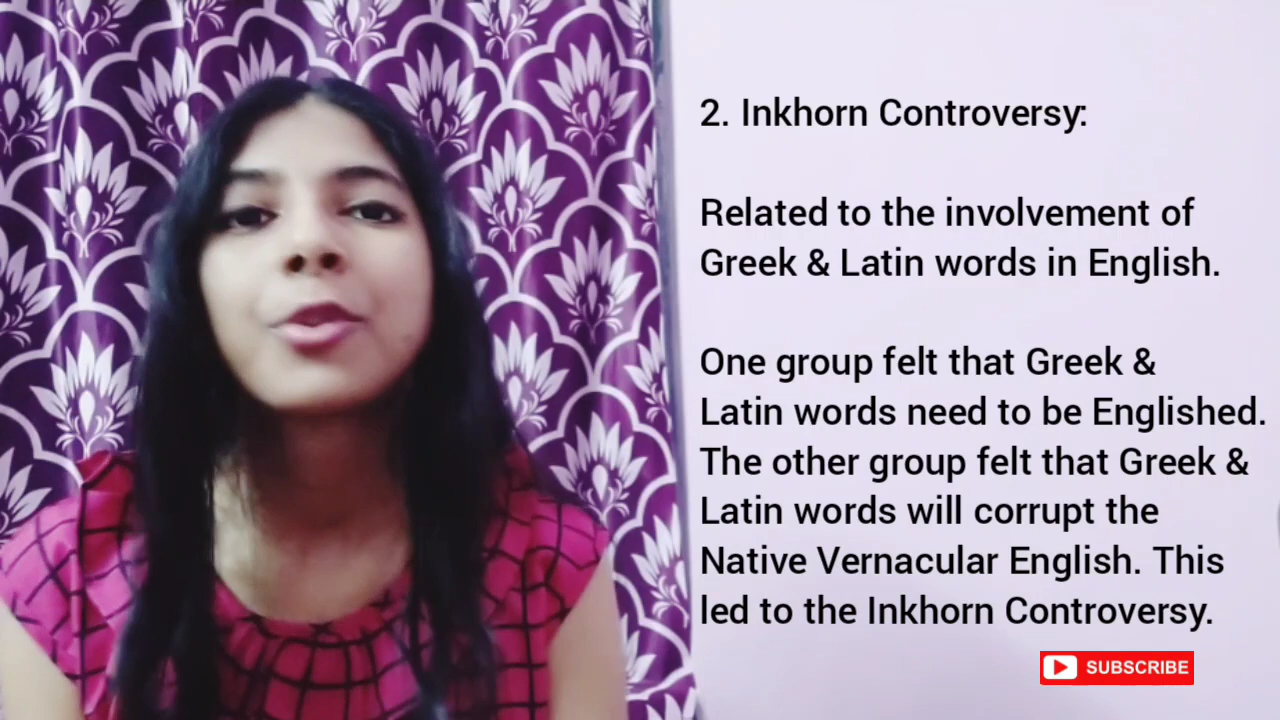 2. Inkhorn Controversy:
Related to the involvement of
Greek & Latin words in English.
One group felt that Greek &
Latin words need to be Englished.
The other group felt that Greek &
Latin words will corrupt the
Native Vernacular English. This
led to the Inkhorn Controversy.
SUBSCRIBE